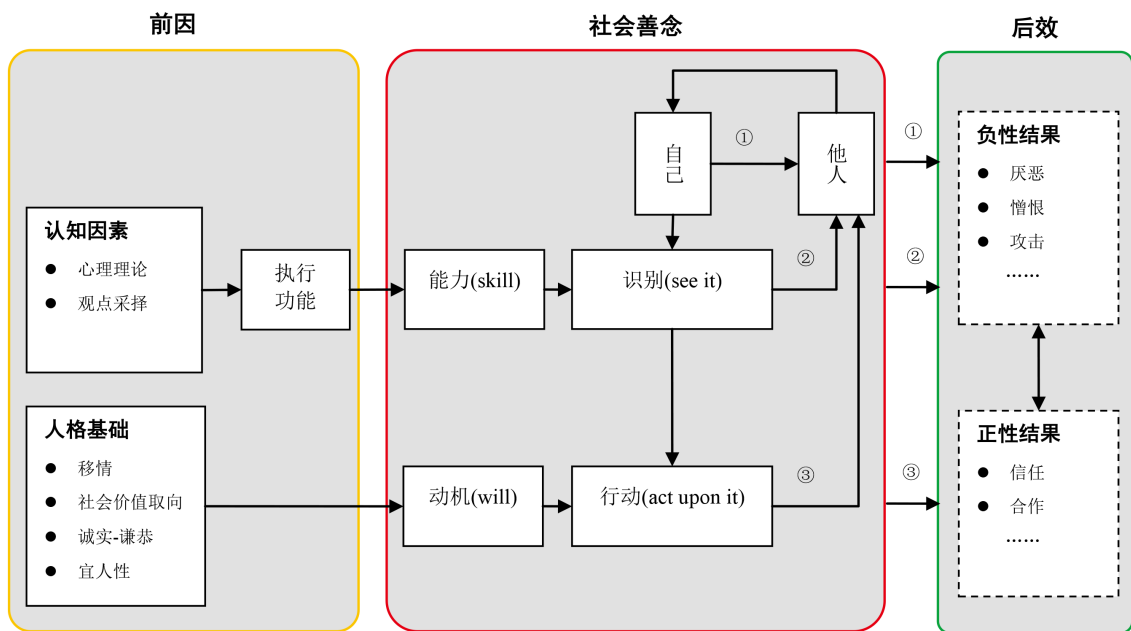 前因
社会善念
后效
认知因素
● 心理理论
● 观点采择
执行
功能
人格基础
● 移情
● 社会价值取向
● 诚实-谦恭
● 宜人性
自己
①
他人
能力(skill)
识别(see it)
②
动机(will)
行动(act upon it)
③
①
②
③
负性结果
● 厌恶
● 憎恨
● 攻击
……
正性结果
● 信任
● 合作
……